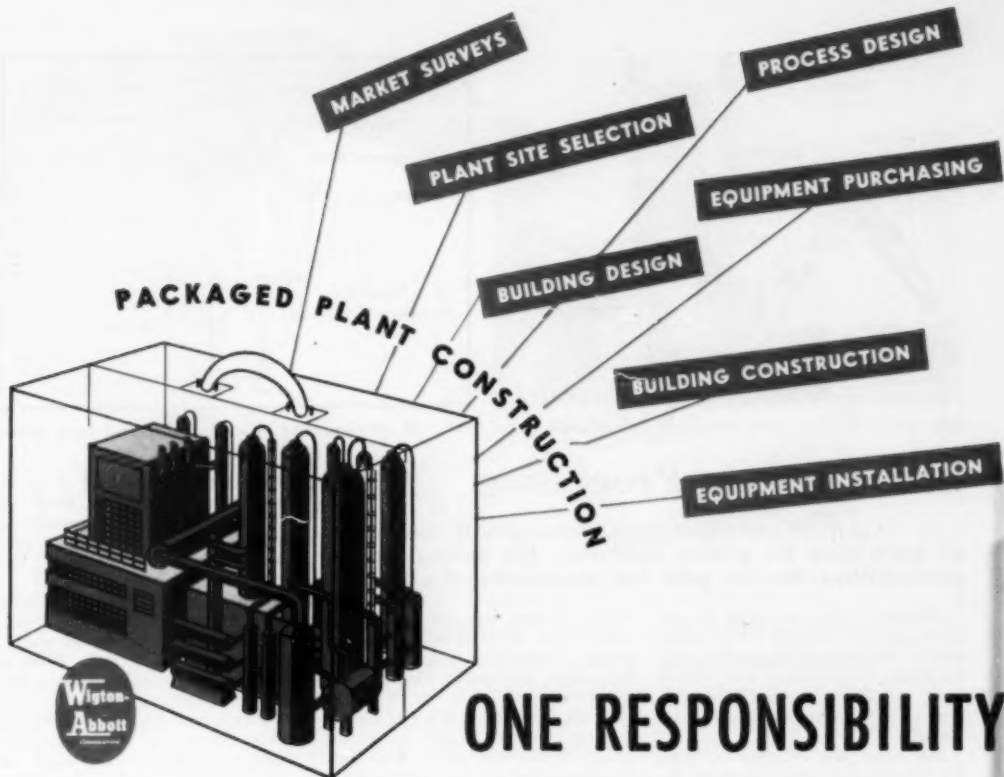 MARKET SURVEYS
PROCESS DESIGN
PLANT SITE SELECTION
EQUIPMENT PURCHASING
BUILDING DESIGN
PACKAGED PLANT CONSTRUCTION
BUILDING CONSTRUCTION
EQUIPMENT INSTALLATION
Wigton-
Abbott
CORPORATION
ONE RESPONSIBILITY